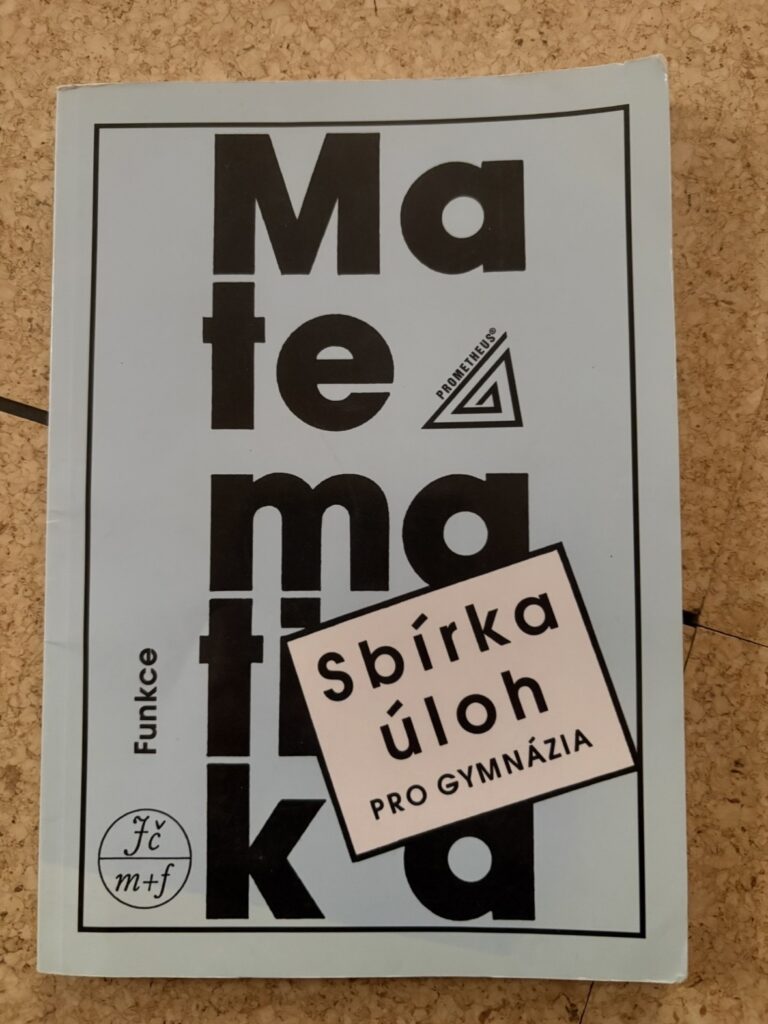 Ma
te
PROMETHEUS®
ma
ti
ka
Sbírka
úloh
PRO GYMNÁZIA
Funkce
Jč
m+f